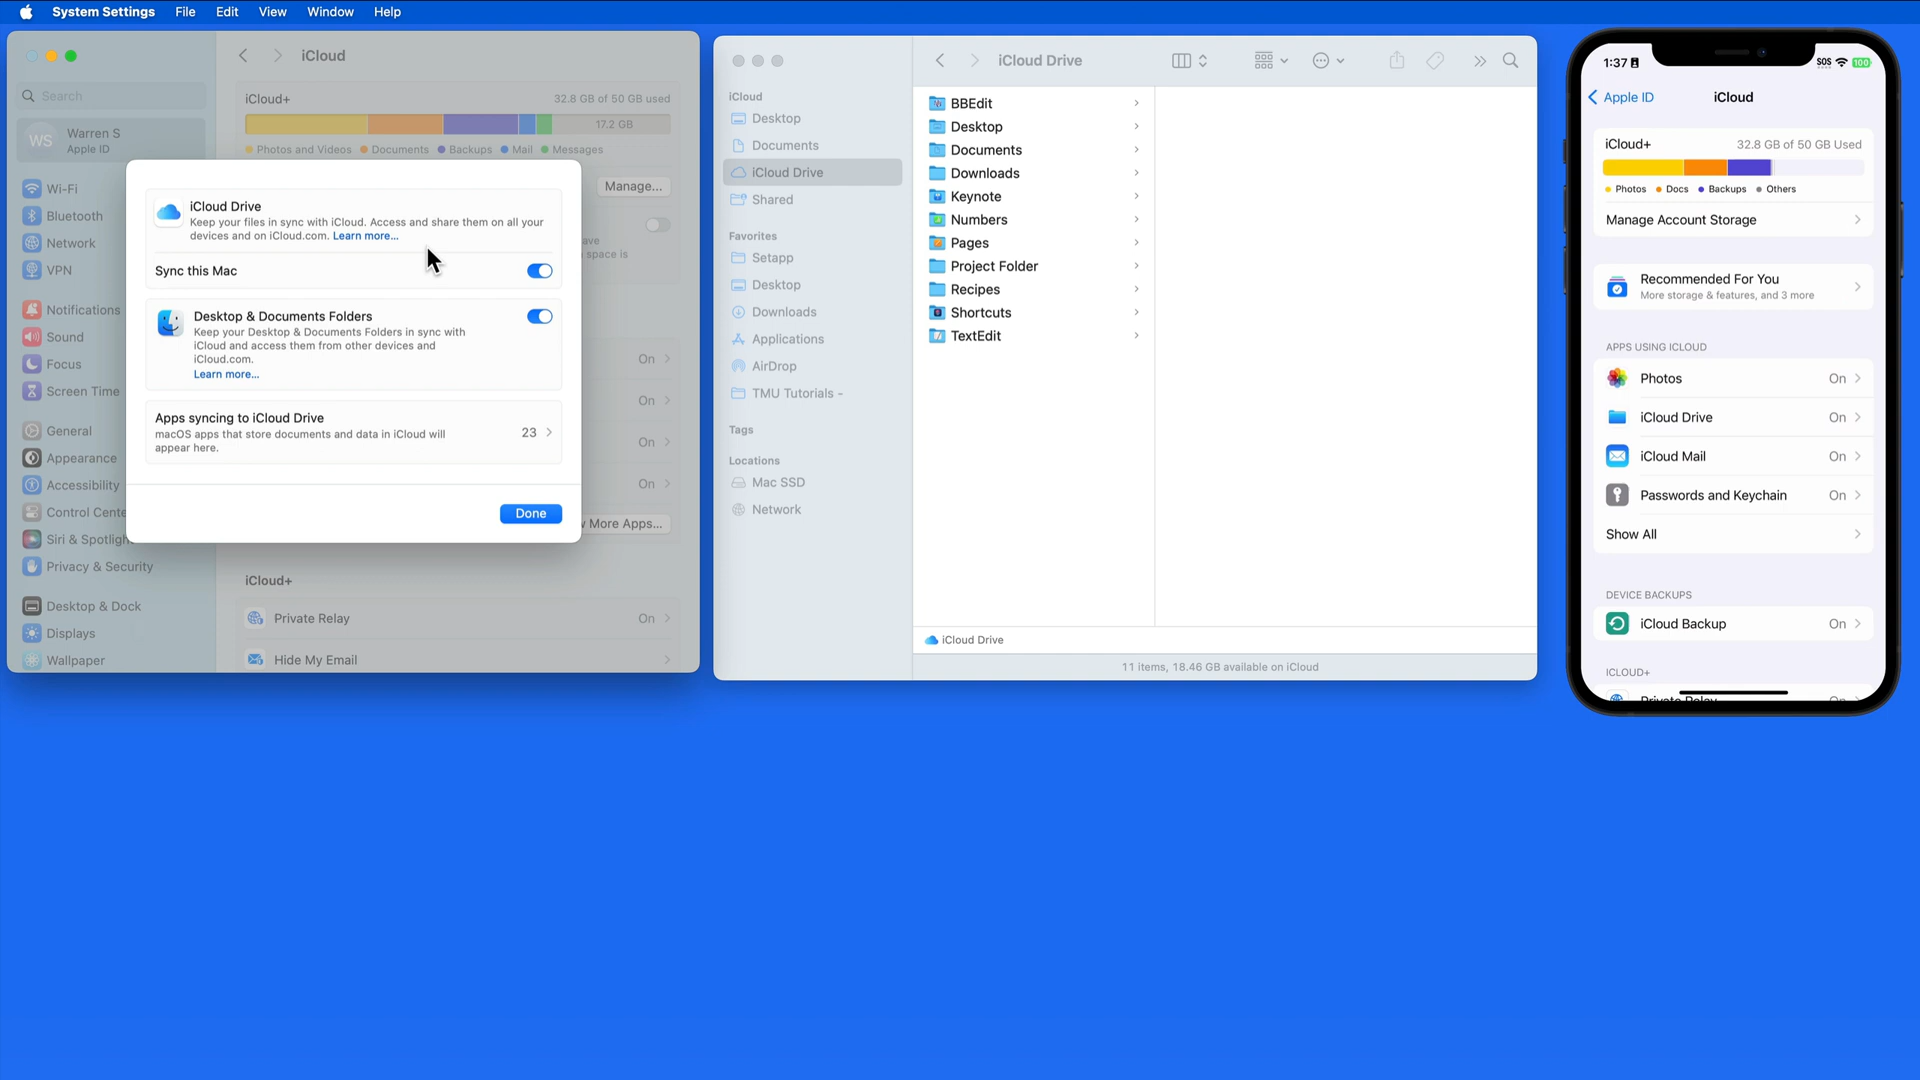 System Settings File Edit View Window Help
iCloud
Search
WS
Warren S
Apple ID
Wi-Fi
Bluetooth
Network
VPN
Notifications
Sound
Focus
Screen Time
General
Appearance
Accessibility
Control Cente
Siri & Spotligh
Privacy & Security
Desktop & Dock
Displays
Wallpaper
iCloud+ 32.8 GB of 50 GB used
17.2 GB
Photos and Videos Documents Backups Mail Messages
Manage...
ave
space is
On
On
On
On
w More Apps...
iCloud+
Private Relay On
Hide My Email
iCloud Drive
Keep your files in sync with iCloud. Access and share them on all your
devices and on iCloud.com. Learn more...
Sync this Mac
Desktop & Documents Folders
Keep your Desktop & Documents Folders in sync with
iCloud and access them from other devices and
iCloud.com.
Learn more...
Apps syncing to iCloud Drive
macOS apps that store documents and data in iCloud will
appear here.
23
Done
iCloud Drive
iCloud
Desktop
Documents
iCloud Drive
Shared
Favorites
Setapp
Desktop
Downloads
Applications
AirDrop
TMU Tutorials -
Tags
Locations
Mac SSD
Network
BBEdit
Desktop
Documents
Downloads
Keynote
Numbers
Pages
Project Folder
Recipes
Shortcuts
TextEdit
iCloud Drive
11 items, 18.46 GB available on iCloud
1:37 SOS 100
Apple ID iCloud
iCloud+ 32.8 GB of 50 GB Used
Photos Docs Backups Others
Manage Account Storage
Recommended For You
More storage & features, and 3 more
APPS USING ICLOUD
Photos On
iCloud Drive On
iCloud Mail On
Passwords and Keychain On
Show All
DEVICE BACKUPS
iCloud Backup On
ICLOUD+
Private Relay On